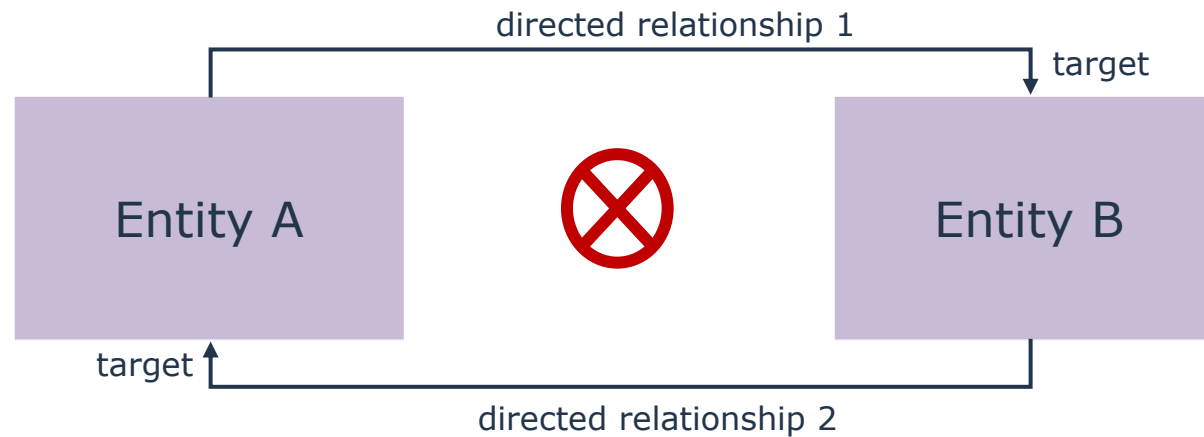 directed relationship 1
target
Entity A
Entity B
target
directed relationship 2